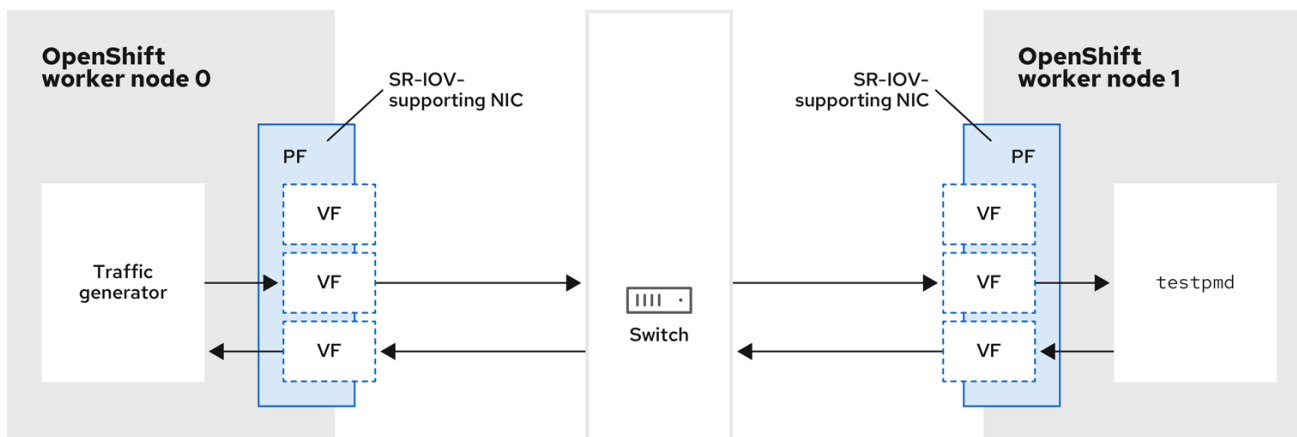 OpenShift
worker node 0
SR-IOV-
supporting NIC
PF
VF
VF
VF
Traffic
generator
Switch
SR-IOV-
supporting NIC
OpenShift
worker node 1
PF
VF
VF
VF
testpmd